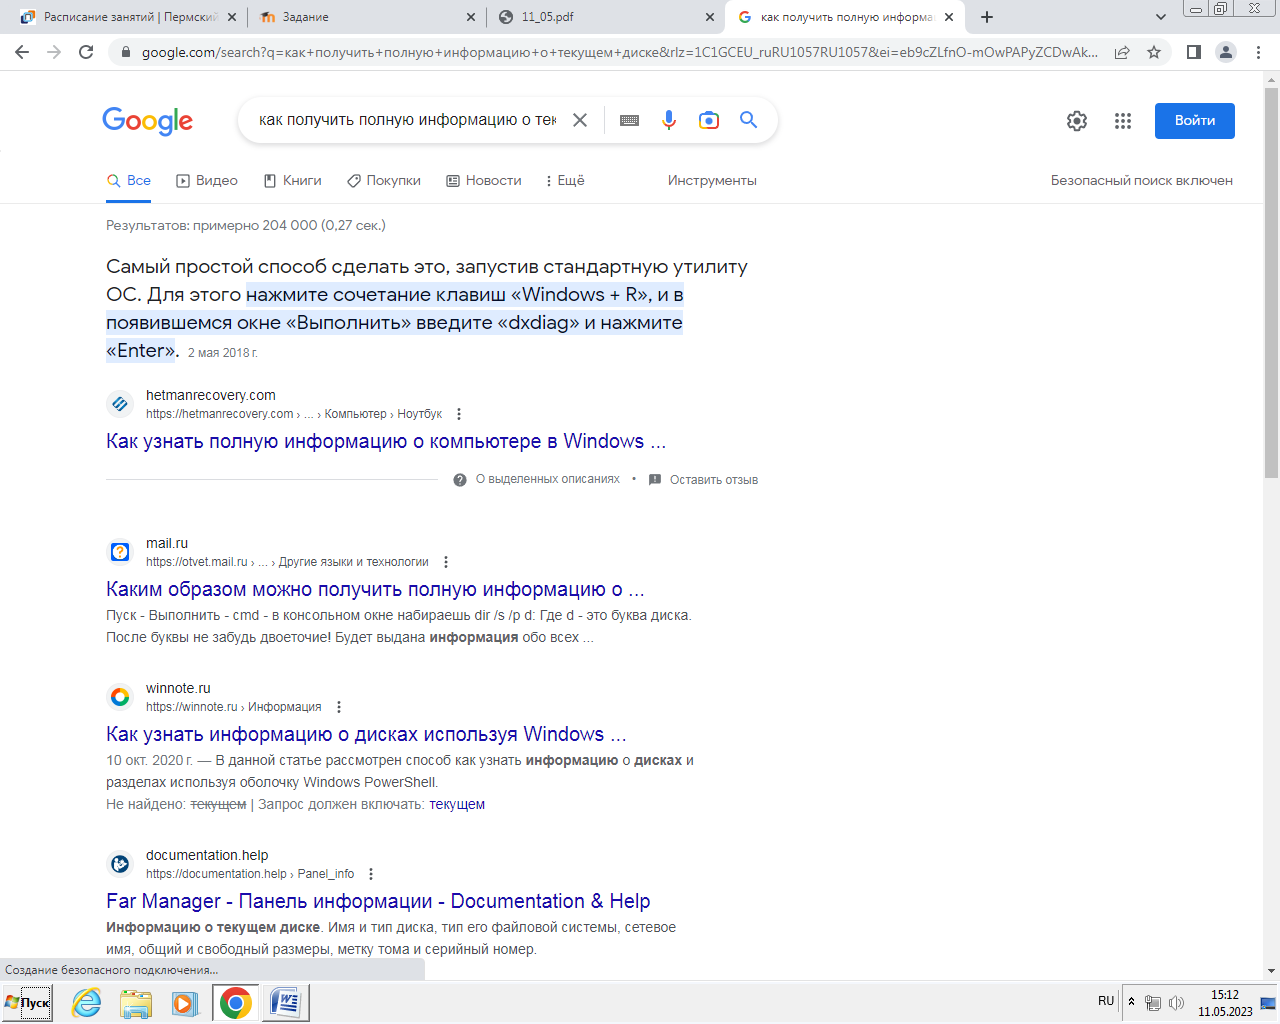 Расписание занятий | Пермский
Задание
11_05.pdf
как получить полную информа
google.com/search?q=как+получить+полную+информацию+о+текущем+диске&rlz=1C1GCEU_ruRU1057RU1057&ei=eb9cZLfnO-mOwPAPyZCDwAk...
Google
как получить полную информацию о тек
Войти
Все
Видео
Книги
Покупки
Новости
Ещё
Инструменты
Безопасный поиск включен
Результатов: примерно 204 000 (0,27 сек.)
Самый простой способ сделать это, запустив стандартную утилиту
ОС. Для этого нажмите сочетание клавиш «Windows + R», и в
появившемся окне «Выполнить» введите «dxdiag» и нажмите
«Enter». 2 мая 2018 г.
hetmanrecovery.com
https://hetmanrecovery.com › ... › Компьютер › Ноутбук
Как узнать полную информацию о компьютере в Windows ...
О выделенных описаниях • Оставить отзыв
mail.ru
https://otvet.mail.ru › ... › Другие языки и технологии
Каким образом можно получить полную информацию о ...
Пуск - Выполнить - cmd - в консольном окне набираешь dir /s /p d: Где d - это буква диска.
После буквы не забудь двоеточие! Будет выдана информация обо всех ...
winnote.ru
https://winnote.ru › Информация
Как узнать информацию о дисках используя Windows ...
10 окт. 2020 г. — В данной статье рассмотрен способ как узнать информацию о дисках и
разделах используя оболочку Windows PowerShell.
Не найдено: текущем | Запрос должен включать: текущем
documentation.help
https://documentation.help › Panel_info
Far Manager - Панель информации - Documentation & Help
Информацию о текущем диске. Имя и тип диска, тип его файловой системы, сетевое
имя, общий и свободный размеры, метку тома и серийный номер.
Создание безопасного подключения...
Пуск
RU
15:12
11.05.2023